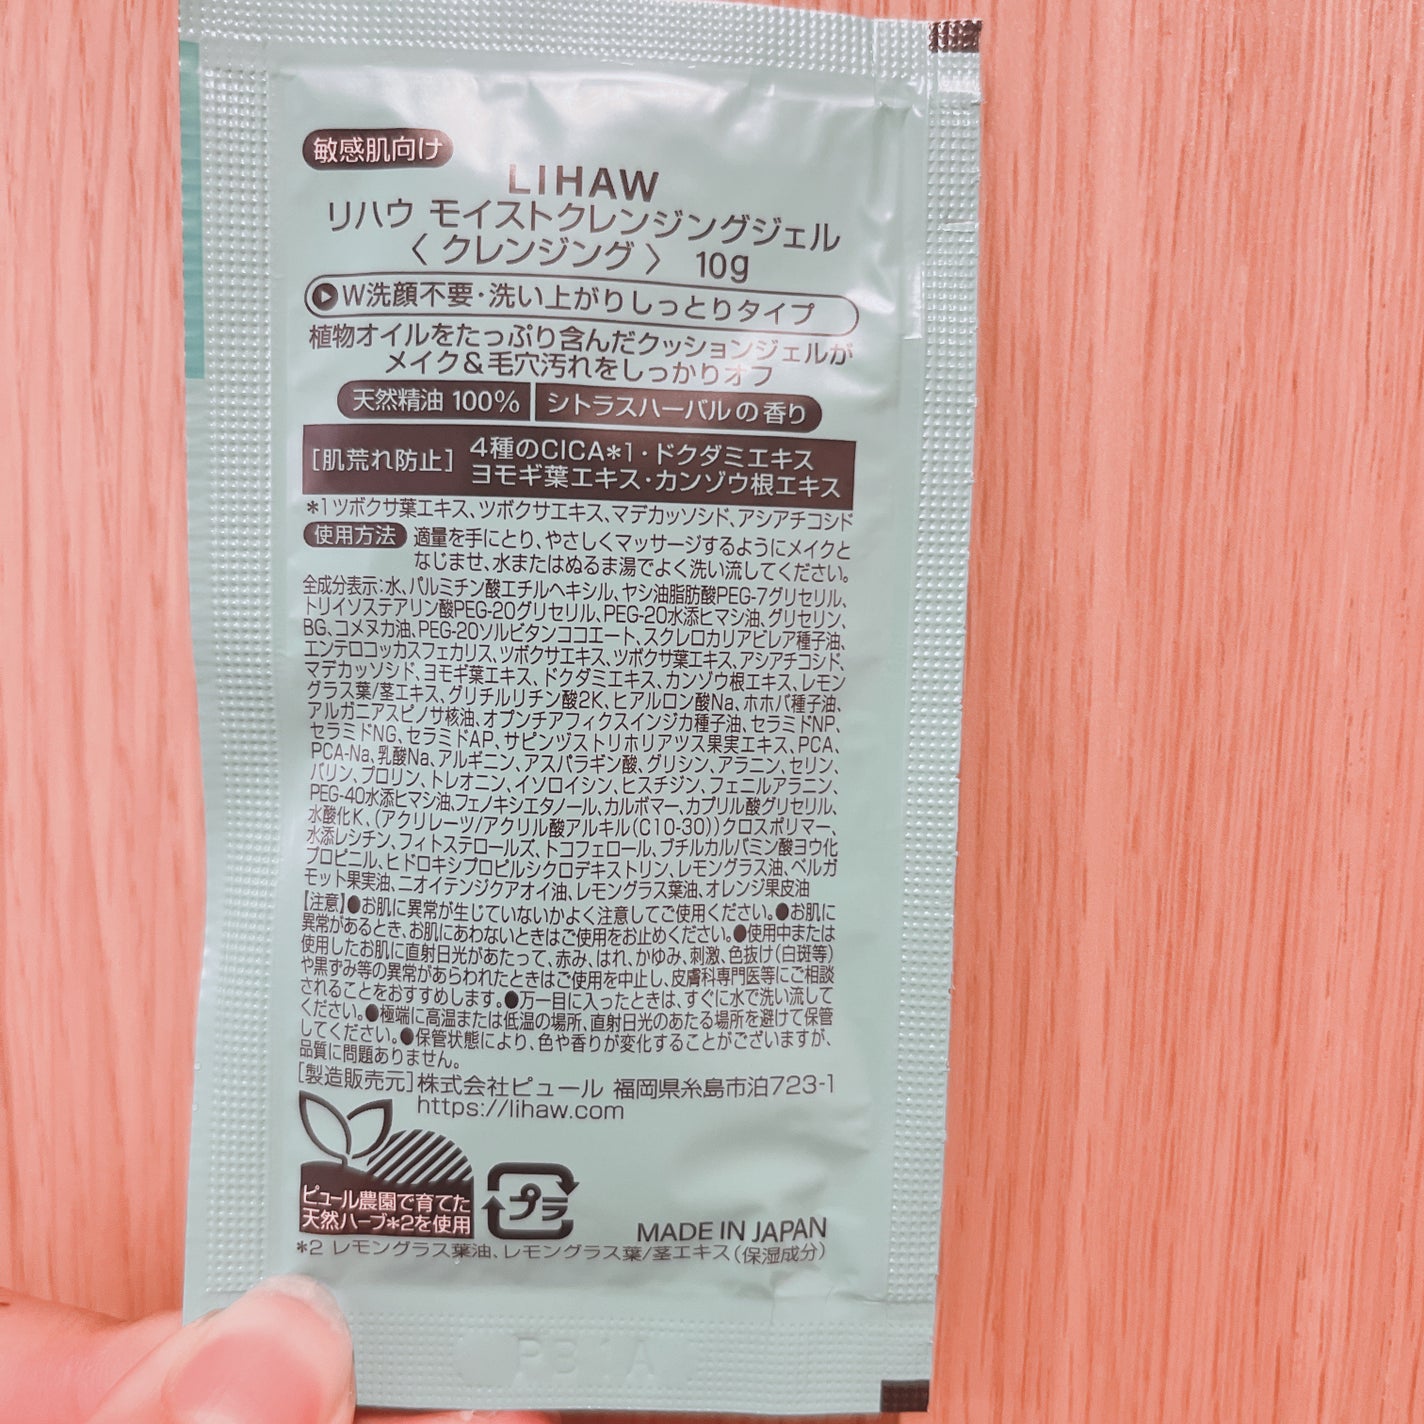 敏感肌向け
LIHAW
リハウ モイストクレンジングジェル
〈 クレンジング 〉 10g
W洗顔不要・洗い上がりしっとりタイプ
植物オイルをたっぷり含んだクッションジェルが
メイク&毛穴汚れをしっかりオフ
天然精油 100% シトラスハーバルの香り
[肌荒れ防止] 4種のCICA*1・ドクダミエキス
ヨモギ葉エキス・カンゾウ根エキス
*1ツボクサ葉エキス、ツボクサエキス、マデカッソシド、アシアチコシド
使用方法 適量を手にとり、やさしくマッサージするようにメイクと
なじませ、水またはぬるま湯でよく洗い流してください。
全成分表示:水、パルミチン酸エチルヘキシル、ヤシ油脂肪酸PEG-7グリセリル、
トリイソステアリン酸PEG-20グリセリル、PEG-20水添ヒマシ油、グリセリン、
BG、コメヌカ油、PEG-20ソルビタンココエート、スクレロカリアビレア種子油、
エンテロコッカスフェカリス、ツボクサエキス、ツボクサ葉エキス、アシアチコシド、
マデカッソシド、ヨモギ葉エキス、ドクダミエキス、カンゾウ根エキス、レモン
グラス葉/茎エキス、グリチルリチン酸2K、ヒアルロン酸Na、ホホバ種子油、
アルガニアスピノサ核油、オプンチアフィクスインジカ種子油、セラミドNP、
セラミドNG、セラミドAP、サピンヅストリホリアツス果実エキス、PCA、
PCA-Na、乳酸Na、アルギニン、アスパラギン酸、グリシン、アラニン、セリン、
バリン、プロリン、トレオニン、イソロイシン、ヒスチジン、フェニルアラニン、
PEG-40水添ヒマシ油、フェノキシエタノール、カルボマー、カプリル酸グリセリル、
水酸化K、(アクリレーツ/アクリル酸アルキル(C10-30))クロスポリマー、
水添レシチン、フィトステロールズ、トコフェロール、ブチルカルバミン酸ヨウ化
プロピニル、ヒドロキシプロピルシクロデキストリン、レモングラス油、ベルガ
モット果実油、ニオイテンジクアオイ油、レモングラス葉油、オレンジ果皮油
【注意】●お肌に異常が生じていないかよく注意してご使用ください。●お肌に
異常があるとき、お肌にあわないときはご使用をお止めください。●使用中または
使用したお肌に直射日光があたって、赤み、はれ、かゆみ、刺激、色抜け(白斑等)
や黒ずみ等の異常があらわれたときはご使用を中止し、皮膚科専門医等にご相談
されることをおすすめします。●万一目に入ったときは、すぐに水で洗い流して
ください。●極端に高温または低温の場所、直射日光のあたる場所を避けて保管
してください。●保管状態により、色や香りが変化することがございますが、
品質に問題ありません。
[製造販売元]株式会社ピュール 福岡県糸島市泊723-1
https://lihaw.com
ピュール農園で育てた
天然ハーブ*2を使用
プラ
MADE IN JAPAN
*2 レモングラス葉油、レモングラス葉/茎エキス(保湿成分)